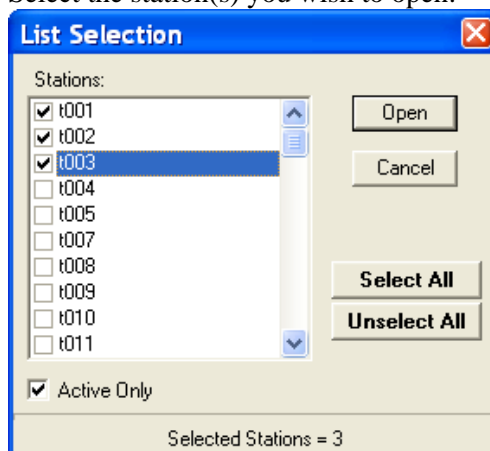 Select the station(s) you wish to open.
List Selection
Stations:
t001
t002
t003
t004
t005
t007
t008
t009
t010
t011
Open
Cancel
Select All
Unselect All
Active Only
Selected Stations = 3